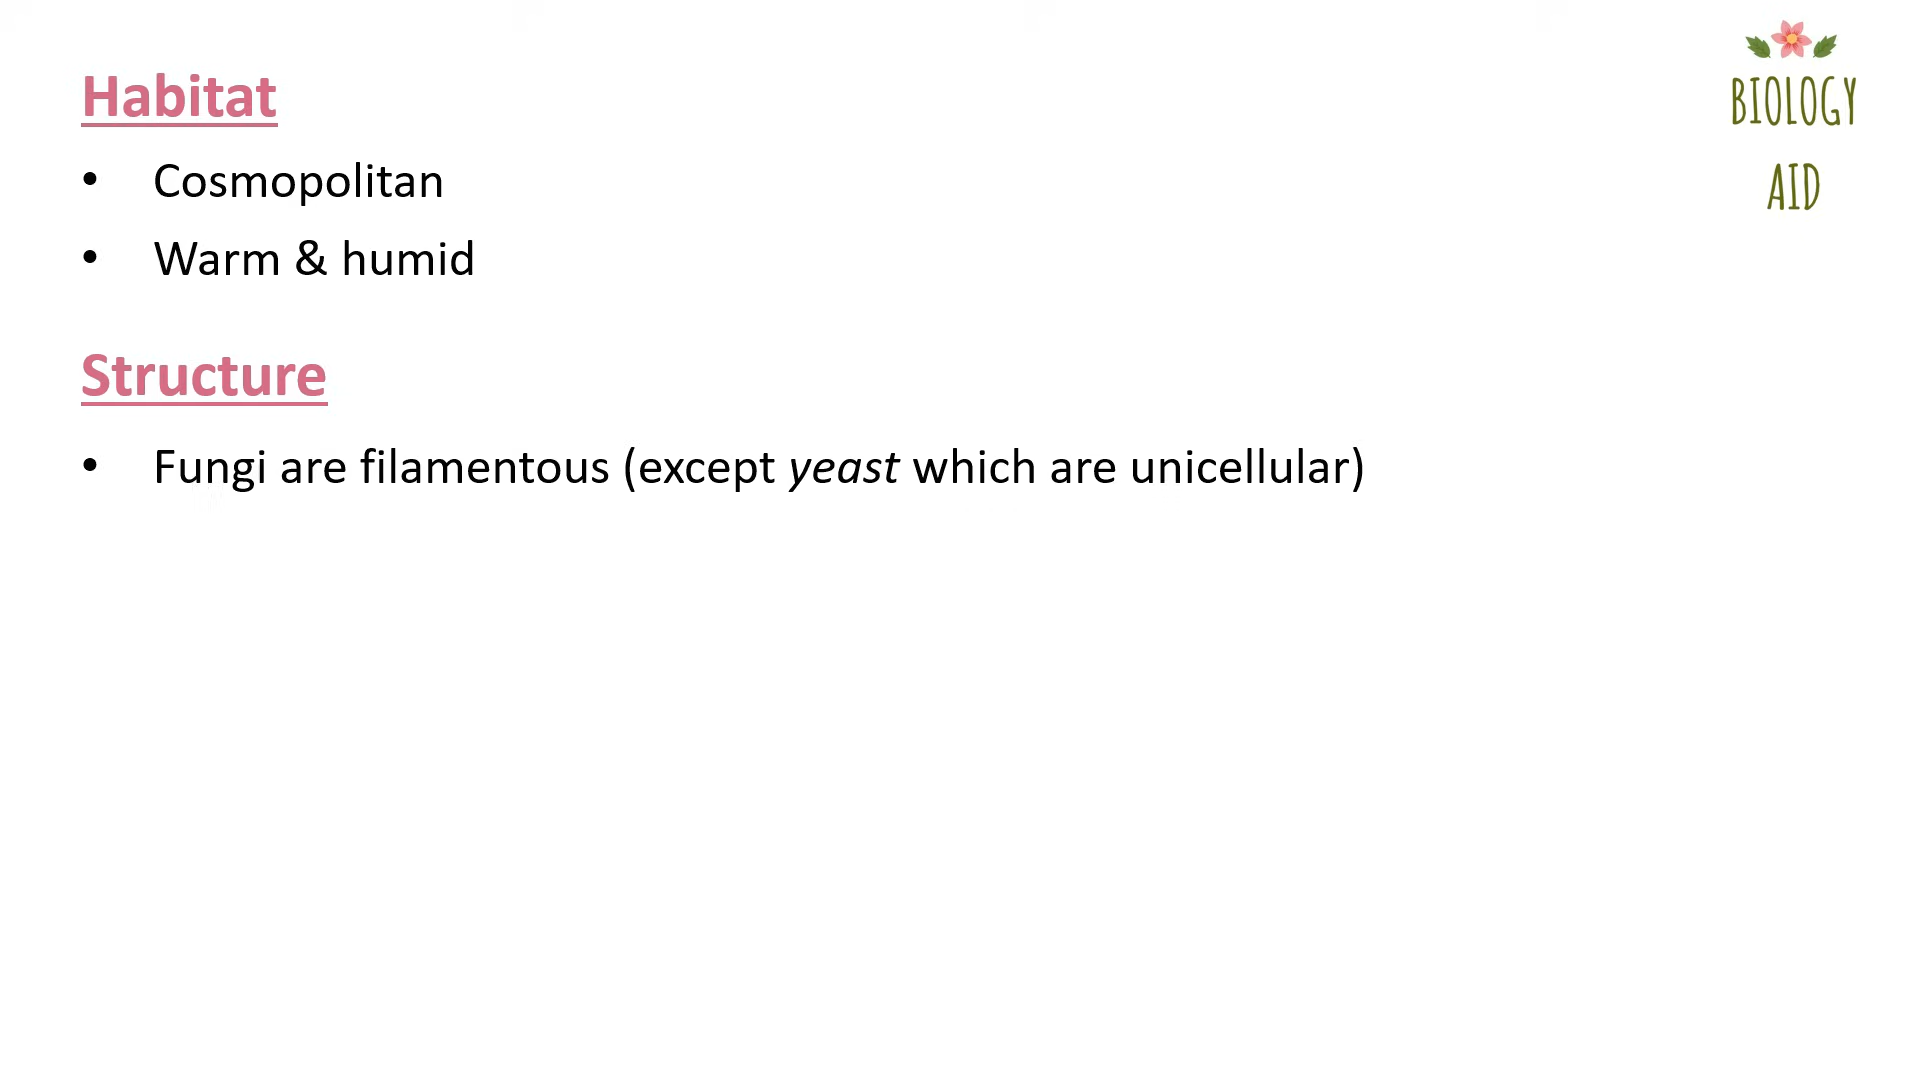 Habitat
• Cosmopolitan
• Warm & humid
Structure
• Fungi are filamentous (except yeast which are unicellular)
BIOLOGY
AID